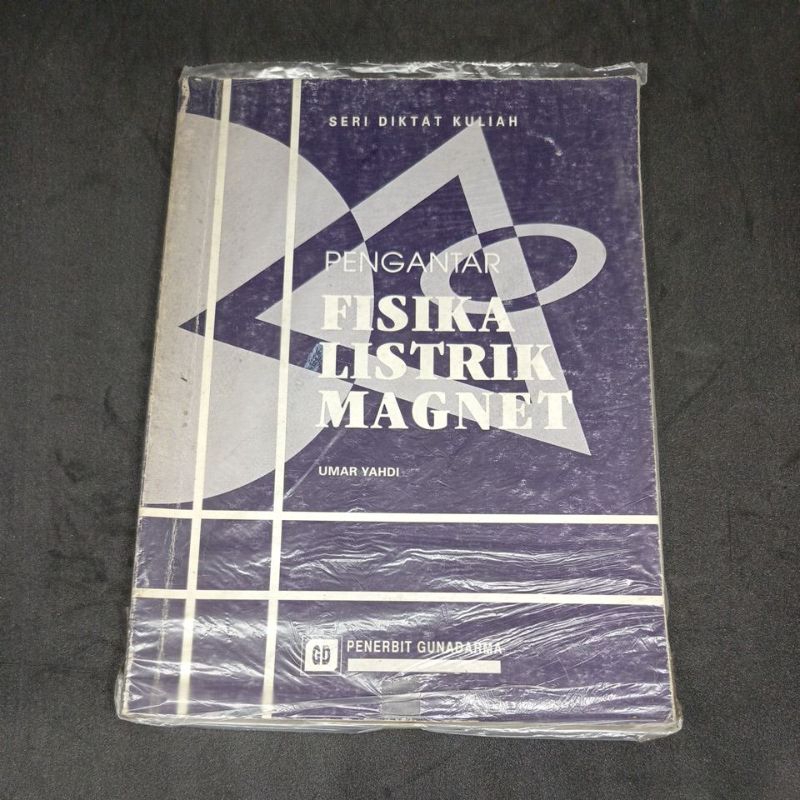 SERI DIKTAT KULIAH
PENGANTAR
FISIKA
LISTRIK
MAGNET
UMAR YAHDI
GD
PENERBIT GUNADARMA